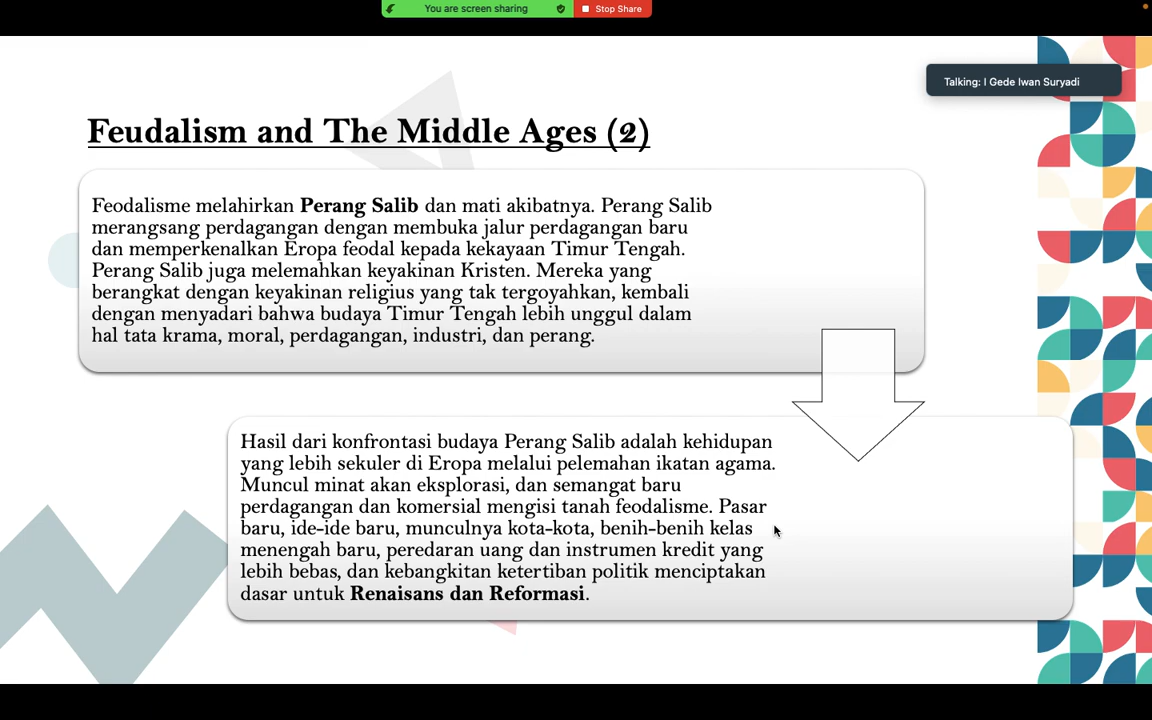 You are screen sharing
Stop Share
Talking: I Gede Iwan Suryadi
Feudalism and The Middle Ages (2)
Feodalisme melahirkan Perang Salib dan mati akibatnya. Perang Salib
merangsang perdagangan dengan membuka jalur perdagangan baru
dan memperkenalkan Eropa feodal kepada kekayaan Timur Tengah.
Perang Salib juga melemahkan keyakinan Kristen. Mereka yang
berangkat dengan keyakinan religius yang tak tergoyahkan, kembali
dengan menyadari bahwa budaya Timur Tengah lebih unggul dalam
hal tata krama, moral, perdagangan, industri, dan perang.
Hasil dari konfrontasi budaya Perang Salib adalah kehidupan
yang lebih sekuler di Eropa melalui pelemahan ikatan agama.
Muncul minat akan eksplorasi, dan semangat baru
perdagangan dan komersial mengisi tanah feodalisme. Pasar
baru, ide-ide baru, munculnya kota-kota, benih-benih kelas
menengah baru, peredaran uang dan instrumen kredit yang
lebih bebas, dan kebangkitan ketertiban politik menciptakan
dasar untuk Renaisans dan Reformasi.